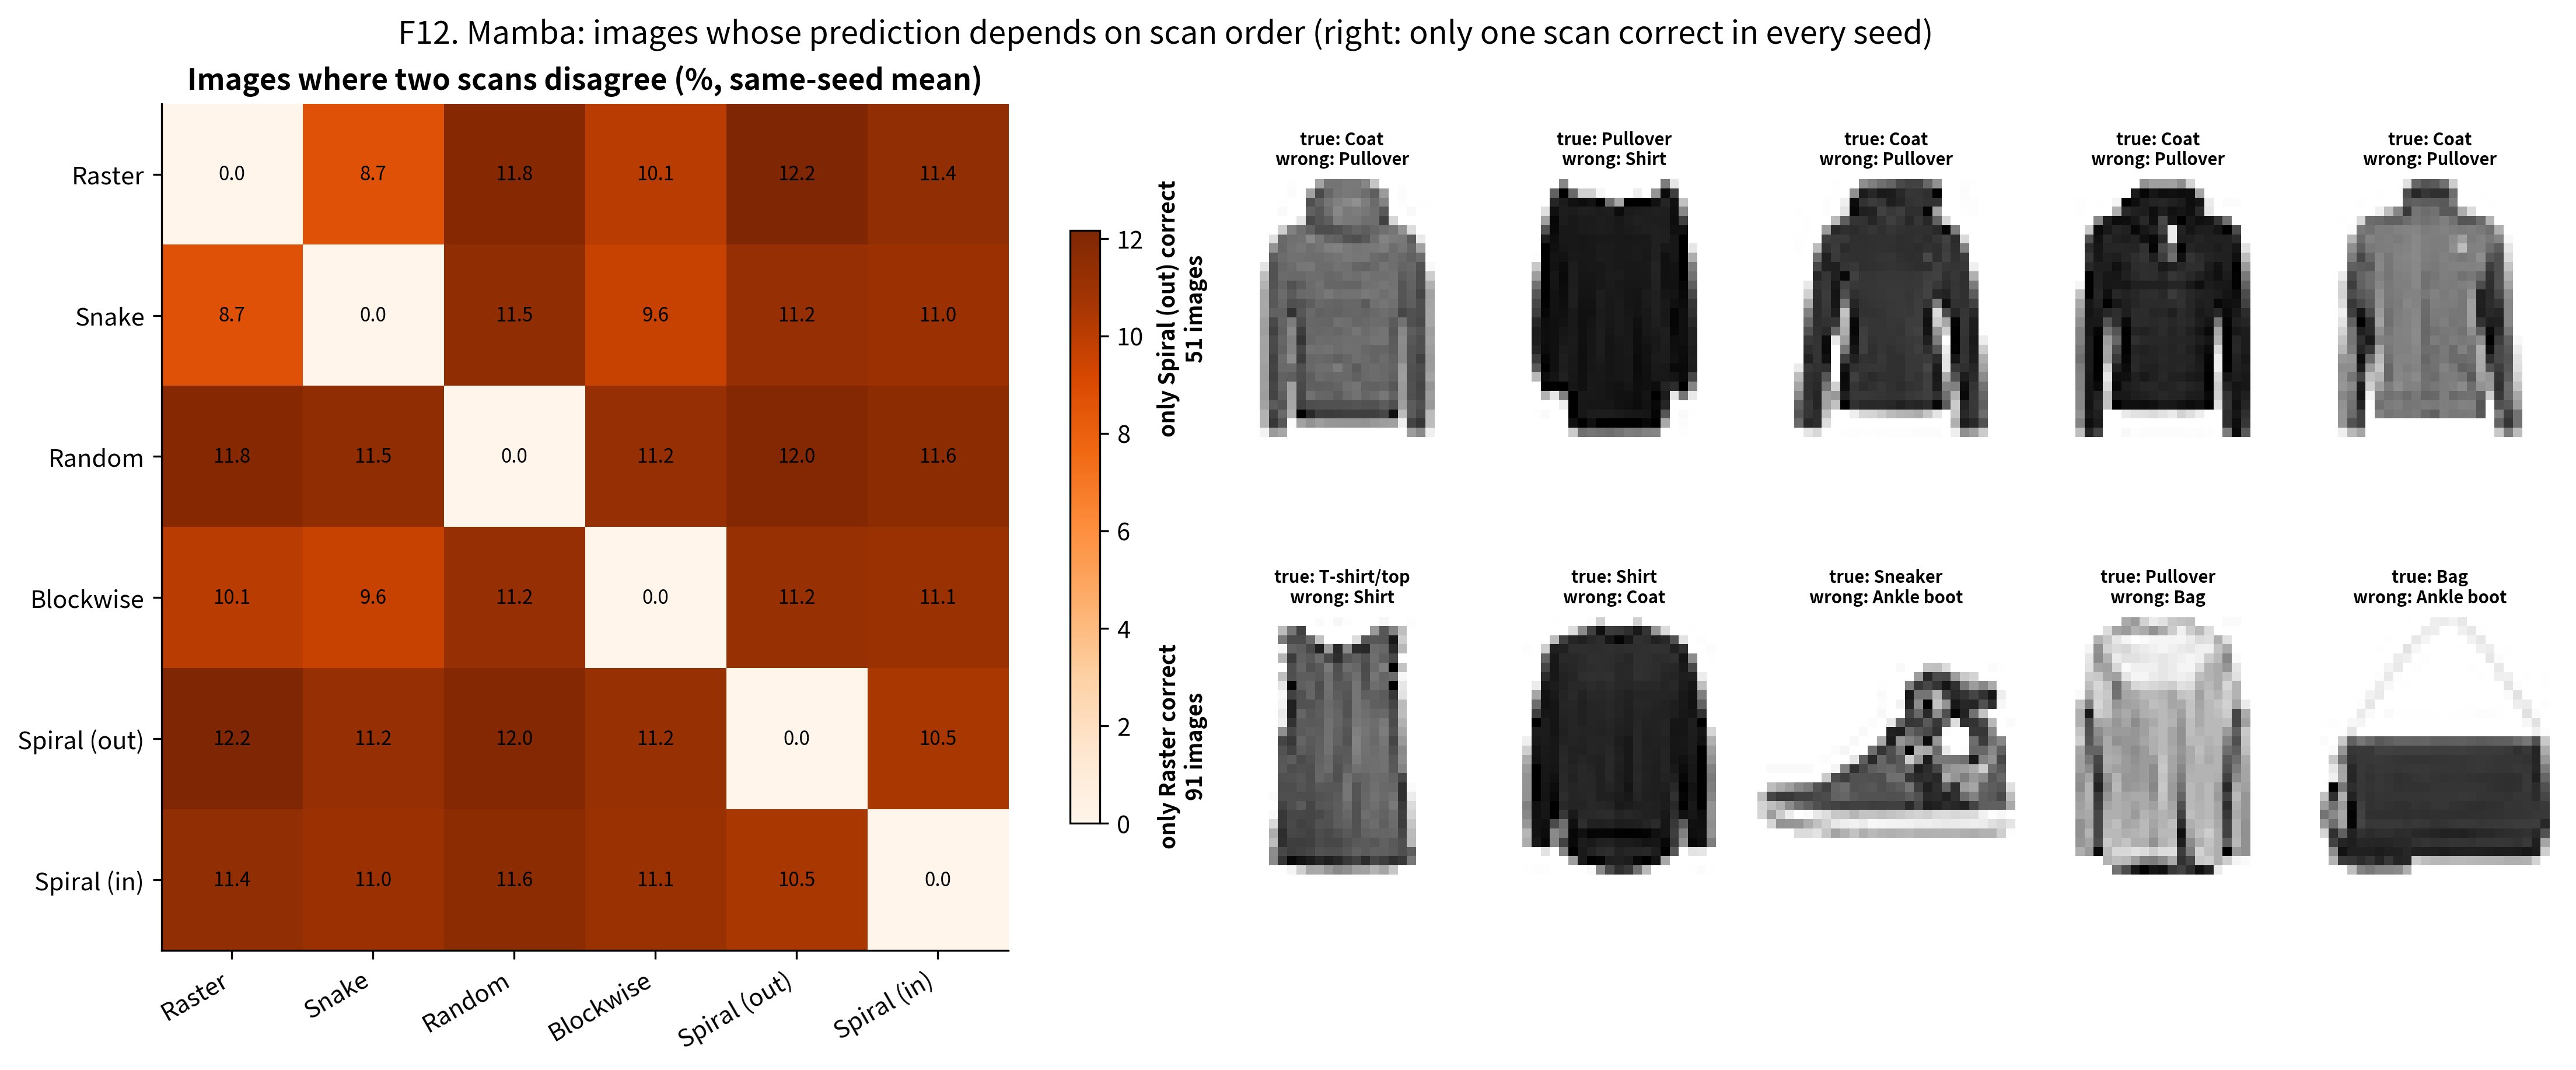 F12. Mamba: images whose prediction depends on scan order (right: only one scan correct in every seed)
Images where two scans disagree (%, same-seed mean)
Raster 0.0 8.7 11.8 10.1 12.2 11.4
Snake 8.7 0.0 11.5 9.6 11.2 11.0
Random 11.8 11.5 0.0 11.2 12.0 11.6
Blockwise 10.1 9.6 11.2 0.0 11.2 11.1
Spiral (out) 12.2 11.2 12.0 11.2 0.0 10.5
Spiral (in) 11.4 11.0 11.6 11.1 10.5 0.0
Raster Snake Random Blockwise Spiral (out) Spiral (in)
12
10
8
6
4
2
0
only Spiral (out) correct
51 images
true: Coat
wrong: Pullover
true: Pullover
wrong: Shirt
true: Coat
wrong: Pullover
true: Coat
wrong: Pullover
true: Coat
wrong: Pullover
only Raster correct
91 images
true: T-shirt/top
wrong: Shirt
true: Shirt
wrong: Coat
true: Sneaker
wrong: Ankle boot
true: Pullover
wrong: Bag
true: Bag
wrong: Ankle boot